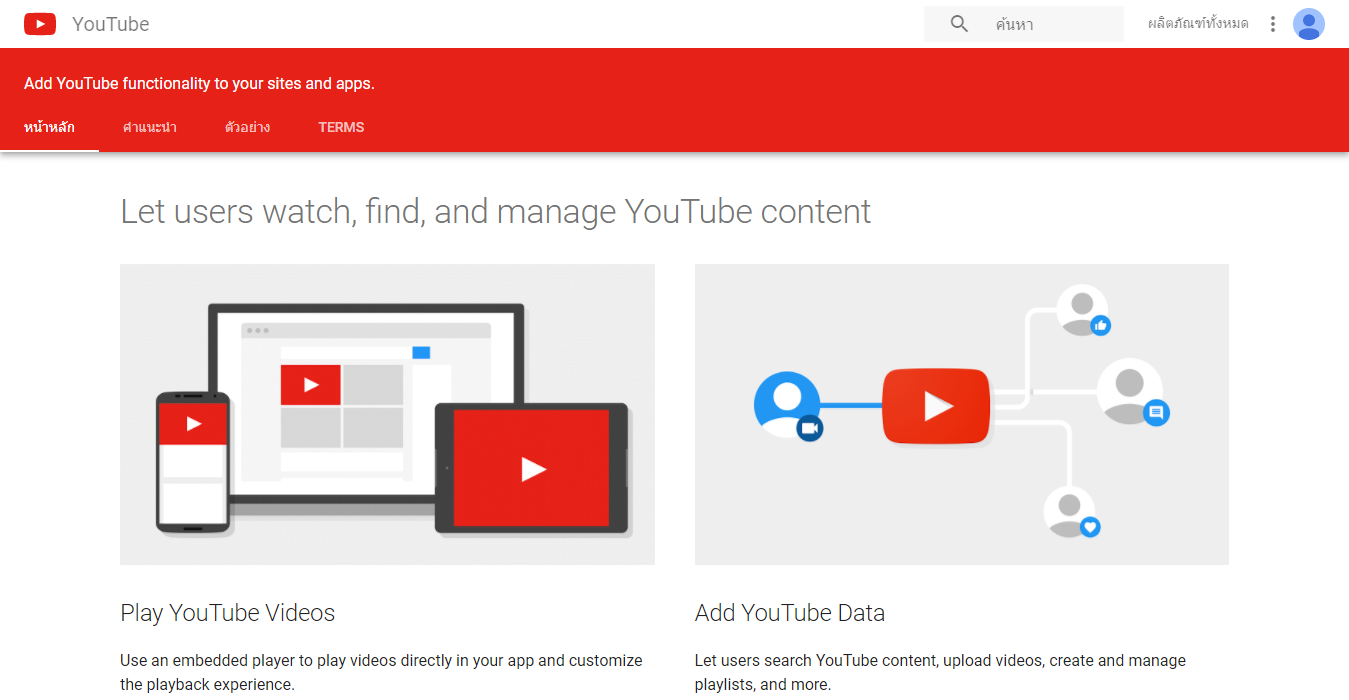 YouTube
ค้นหา
ผลิตภัณฑ์ทั้งหมด
Add YouTube functionality to your sites and apps.
หน้าหลัก
คำแนะนำ
ตัวอย่าง
TERMS
Let users watch, find, and manage YouTube content
Play YouTube Videos
Use an embedded player to play videos directly in your app and customize
the playback experience.
Add YouTube Data
Let users search YouTube content, upload videos, create and manage
playlists, and more.